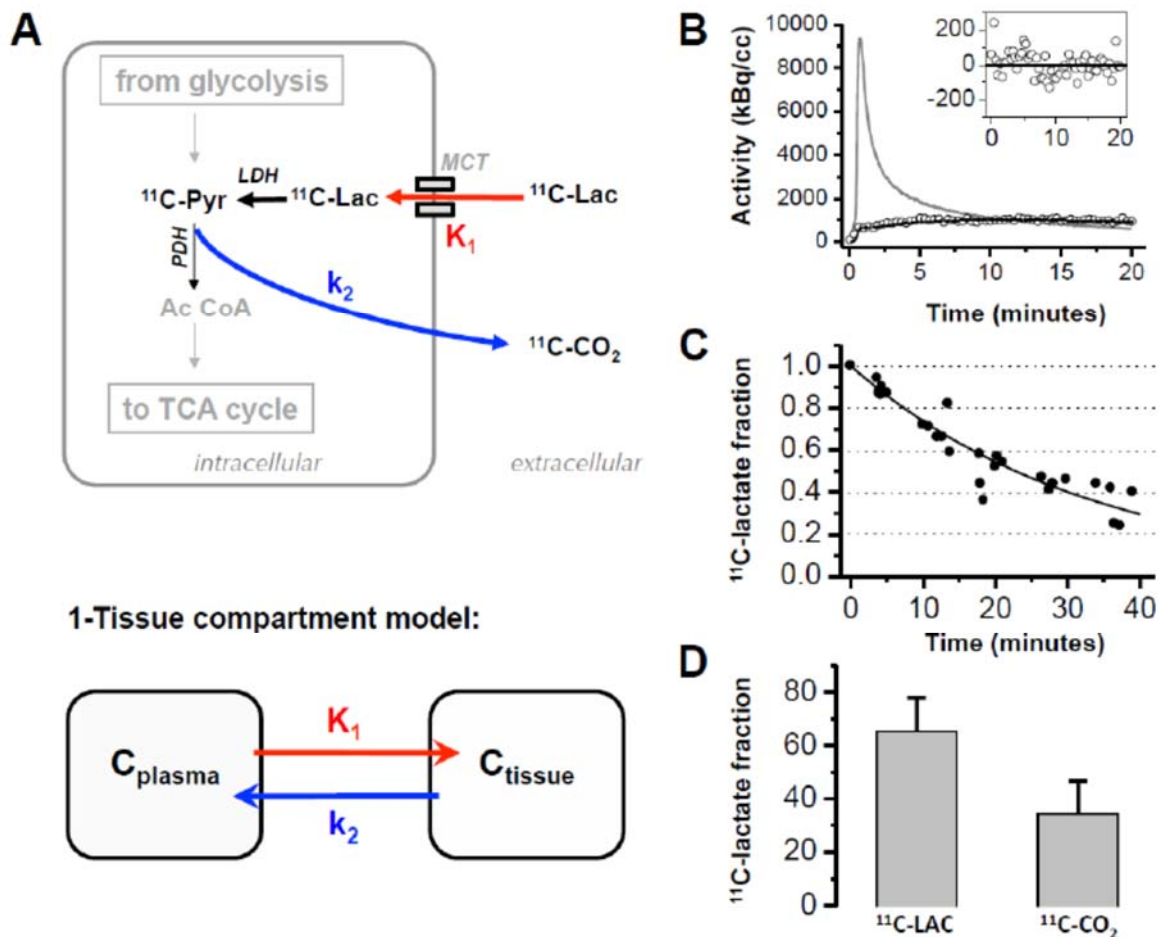 A
from glycolysis
LDH
MCT
11C-Pyr
11C-Lac
11C-Lac
K1
PDH
k2
Ac CoA
11C-CO2
to TCA cycle
intracellular
extracellular
1-Tissue compartment model:
K1
Cplasma
Ctissue
k2
B
Activity (kBq/cc)
10000
8000
6000
4000
2000
0
0 5 10 15 20
Time (minutes)
200
0
-200
0 10 20
C
11C-lactate fraction
1.0
0.8
0.6
0.4
0.2
0.0
0 10 20 30 40
Time (minutes)
D
11C-lactate fraction
80
60
40
20
0
11C-LAC
11C-CO2